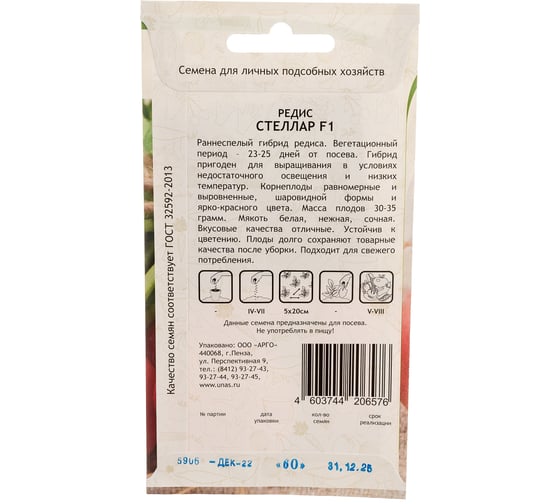 Семена для личных подсобных хозяйств
РЕДИС
СТЕЛЛАР F1
Раннеспелый гибрид редиса. Вегетационный
период - 23-25 дней от посева. Гибрид
пригоден для выращивания в условиях
недостаточного освещения и низких
температур. Корнеплоды равномерные и
выровненные, шаровидной формы и
ярко-красного цвета. Масса плодов 30-35
грамм. Мякоть белая, нежная, сочная.
Вкусовые качества отличные. Устойчив к
цветению. Плоды долго сохраняют товарные
качества после уборки. Подходит для свежего
потребления.
Качество семян соответствует ГОСТ 32592-2013
- IV-VII 5х20см - V-VIII
Данные семена предназначены для посева.
Не употреблять в пищу!
Упаковано: ООО «АРГО»
440068, г.Пенза,
ул. Перспективная 9,
тел.: (8412) 93-27-43,
93-27-44, 93-27-45,
www.unas.ru
4 603744 206576
№ партии дата упаковки кол-во семян срок реализации
5906 -ДЕК-22 «60» 31.12.26